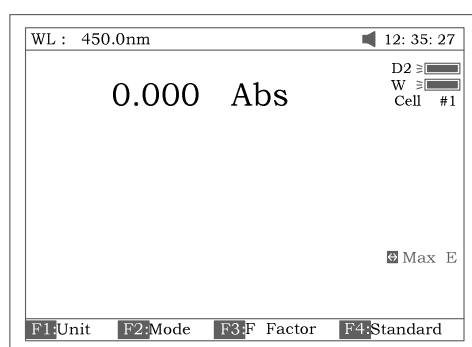 WL : 450.0nm 12: 35: 27
D2
W
0.000 Abs
Cell #1
Max E
F1:Unit F2:Mode F3:F Factor F4:Standard